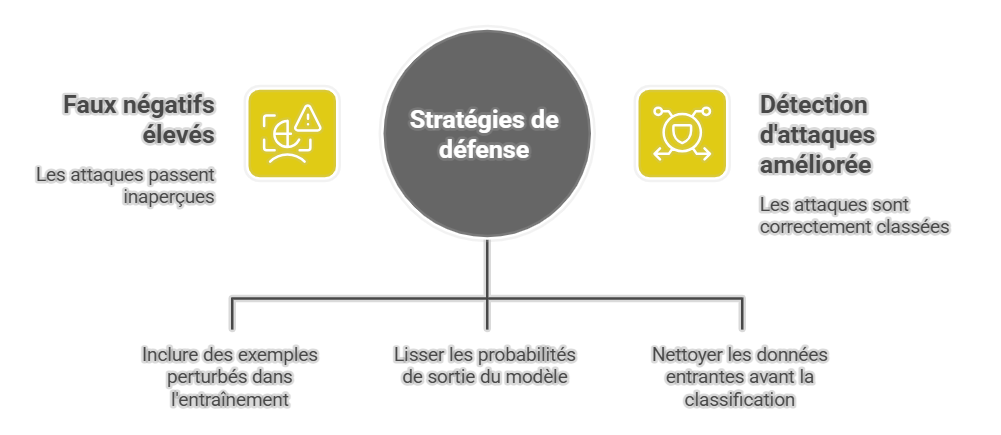 Faux négatifs
élevés
Les attaques passent
inaperçues
Stratégies de
défense
Détection
d'attaques
améliorée
Les attaques sont
correctement classées
Inclure des exemples
perturbés dans
l'entraînement
Lisser les probabilités
de sortie du modèle
Nettoyer les données
entrantes avant la
classification